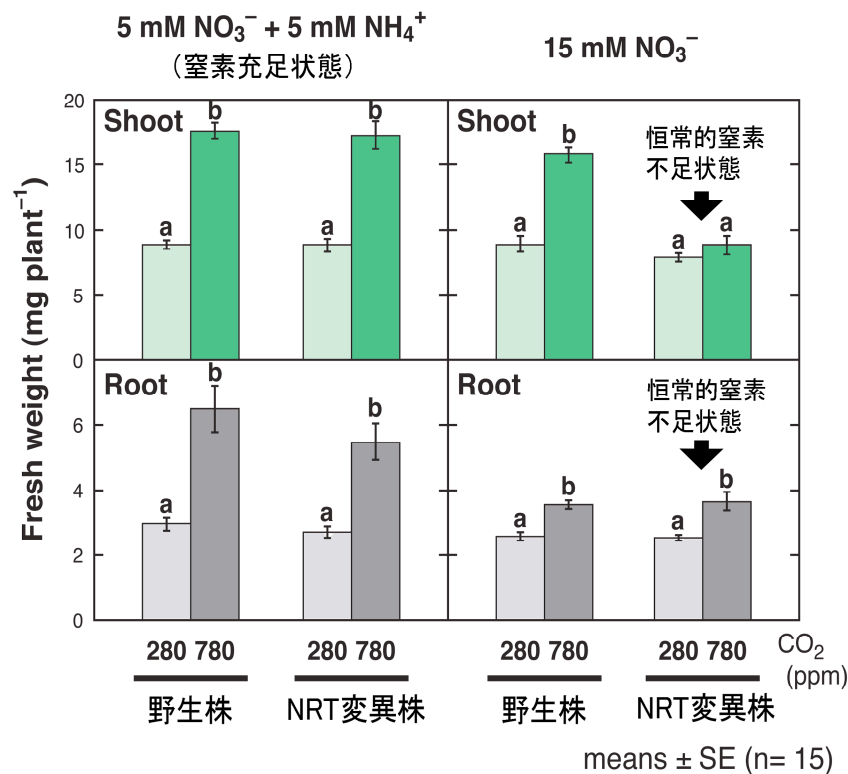 5 mM NO₃⁻ + 5 mM NH₄⁺
（窒素充足状態）
15 mM NO₃⁻
Fresh weight (mg plant⁻¹)
20
15
10
5
0
Shoot
a
b
a
b
Shoot
a
b
a
a
恒常的窒素
不足状態
6
4
2
0
Root
a
b
a
b
Root
a
b
a
b
恒常的窒素
不足状態
280 780
280 780
280 780
280 780
CO₂
(ppm)
野生株
NRT変異株
野生株
NRT変異株
means ± SE (n= 15)